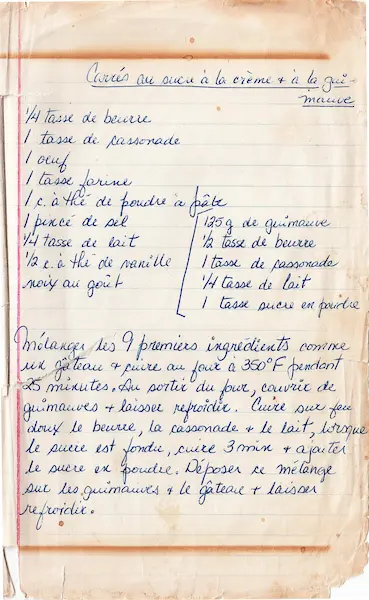 Carrés au sucre à la crème + à la gui-
mauve
1/4 tasse de beurre
1 tasse de cassonade
1 oeuf
1 tasse farine
1 c. à thé de poudre à pâte
1 pincé de sel
1/4 tasse de lait
1/2 c. à thé de vanille
noix au goût
125 g de guimauve
1/2 tasse de beurre
1 tasse de cassonade
1/4 tasse de lait
1 tasse sucre en poudre
Mélanger les 9 premiers ingrédients comme
un gâteau + cuire au four à 350°F pendant
25 minutes. Au sortir du four, couvrir de
guimauves + laisser refroidir. Cuire sur feu
doux le beurre, la cassonade + le lait, lorsque
le sucre est fondu, cuire 3 min + ajouter
le sucre en poudre. Déposer ce mélange
sur les guimauves + le gâteau + laisser
refroidir.